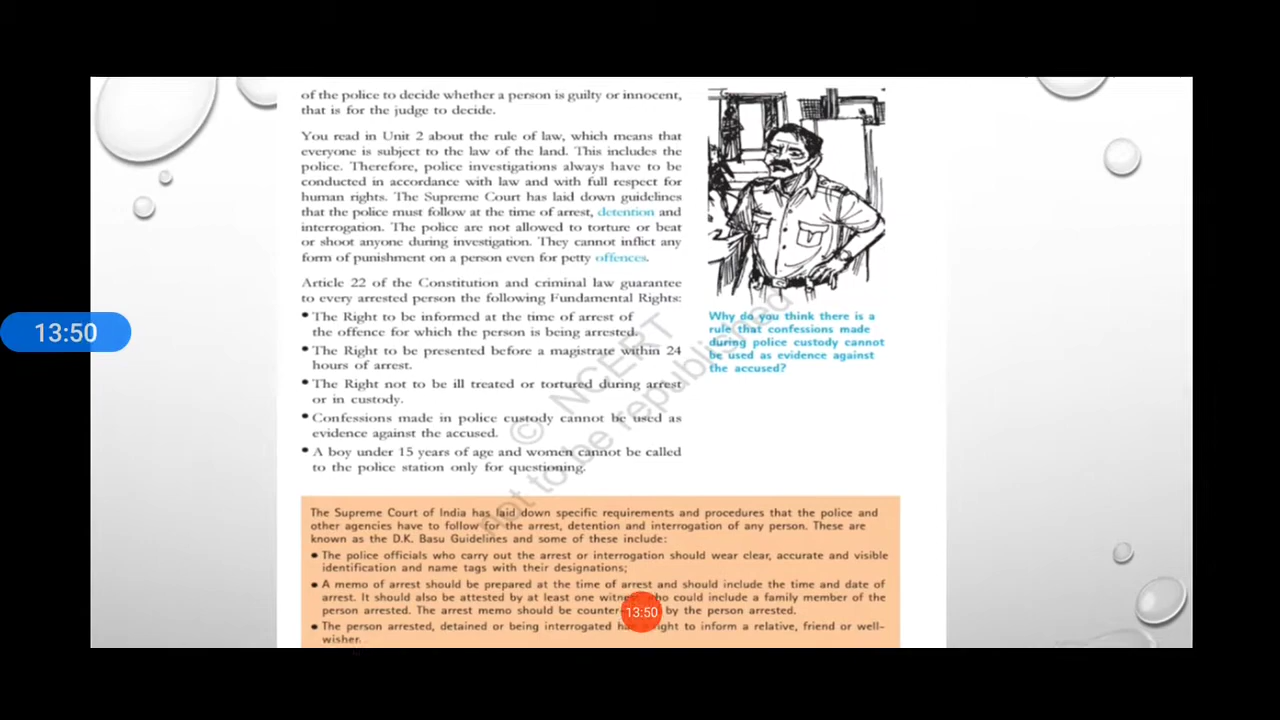 of the police to decide whether a person is guilty or innocent,
that is for the judge to decide.
You read in Unit 2 about the rule of law, which means that
everyone is subject to the law of the land. This includes the
police. Therefore, police investigations always have to be
conducted in accordance with law and with full respect for
human rights. The Supreme Court has laid down guidelines
that the police must follow at the time of arrest, detention and
interrogation. The police are not allowed to torture or beat
or shoot anyone during investigation. They cannot inflict any
form of punishment on a person even for petty offences.
Article 22 of the Constitution and criminal law guarantee
to every arrested person the following Fundamental Rights:
• The Right to be informed at the time of arrest of
the offence for which the person is being arrested.
• The Right to be presented before a magistrate within 24
hours of arrest.
• The Right not to be ill treated or tortured during arrest
or in custody.
• Confessions made in police custody cannot be used as
evidence against the accused.
• A boy under 15 years of age and women cannot be called
to the police station only for questioning.
Why do you think there is a
rule that confessions made
during police custody cannot
be used as evidence against
the accused?
The Supreme Court of India has laid down specific requirements and procedures that the police and
other agencies have to follow for the arrest, detention and interrogation of any person. These are
known as the D.K. Basu Guidelines and some of these include:
• The police officials who carry out the arrest or interrogation should wear clear, accurate and visible
identification and name tags with their designations;
• A memo of arrest should be prepared at the time of arrest and should include the time and date of
arrest. It should also be attested by at least one who could include a family member of the
person arrested. The arrest memo should be counter- by the person arrested.
• The person arrested, detained or being interrogated right to inform a relative, friend or well-
wisher.
13:50
13:50
© NCERT
not to be republished